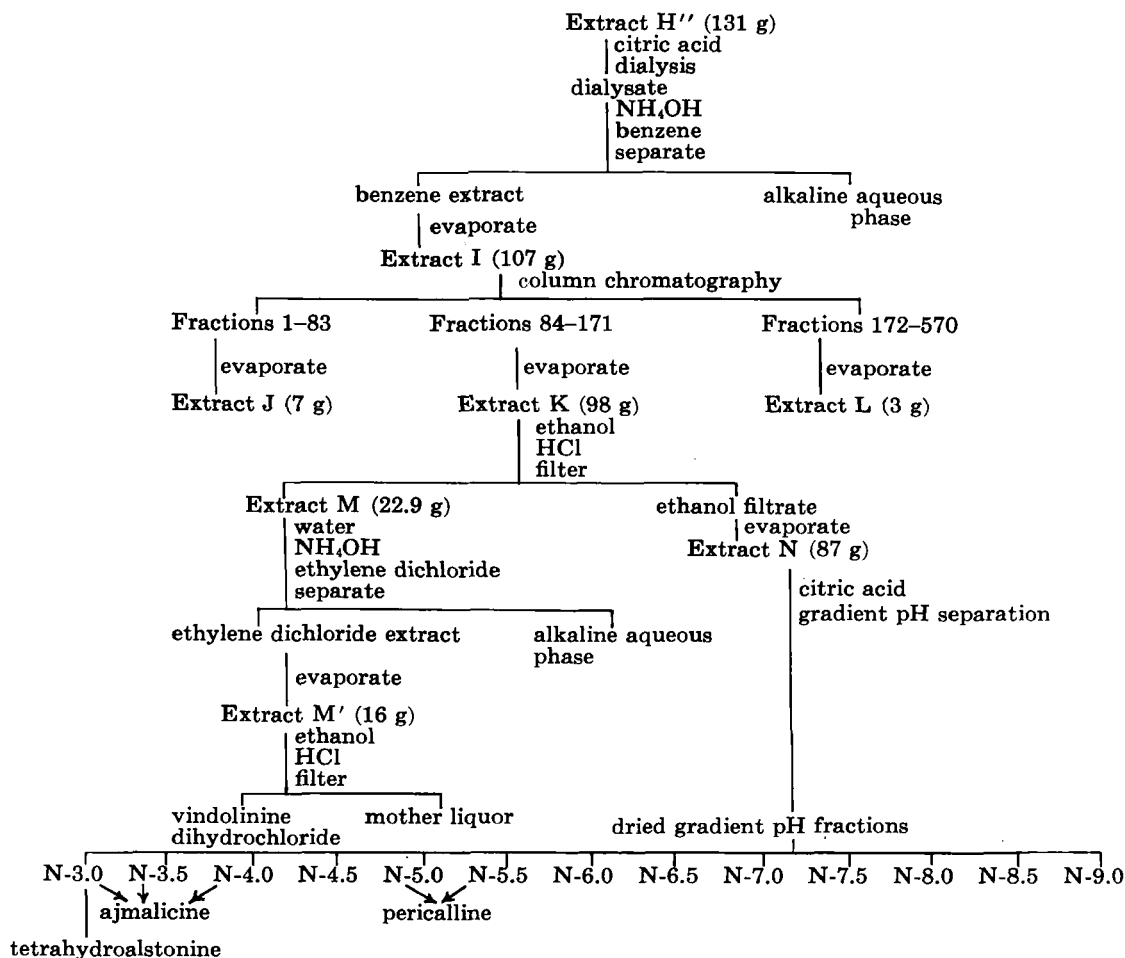 Extract H'' (131 g)
citric acid
dialysis
dialysate
NH₄OH
benzene
separate
benzene extract
alkaline aqueous
phase
evaporate
Extract I (107 g)
column chromatography
Fractions 1–83
Fractions 84–171
Fractions 172–570
evaporate
evaporate
evaporate
Extract J (7 g)
Extract K (98 g)
Extract L (3 g)
ethanol
HCl
filter
Extract M (22.9 g)
ethanol filtrate
water
evaporate
NH₄OH
Extract N (87 g)
ethylene dichloride
separate
citric acid
gradient pH separation
ethylene dichloride extract
alkaline aqueous
phase
evaporate
Extract M' (16 g)
ethanol
HCl
filter
vindolinine
dihydrochloride
mother liquor
dried gradient pH fractions
N-3.0 N-3.5 N-4.0 N-4.5 N-5.0 N-5.5 N-6.0 N-6.5 N-7.0 N-7.5 N-8.0 N-8.5 N-9.0
ajmalicine
pericalline
tetrahydroalstonine